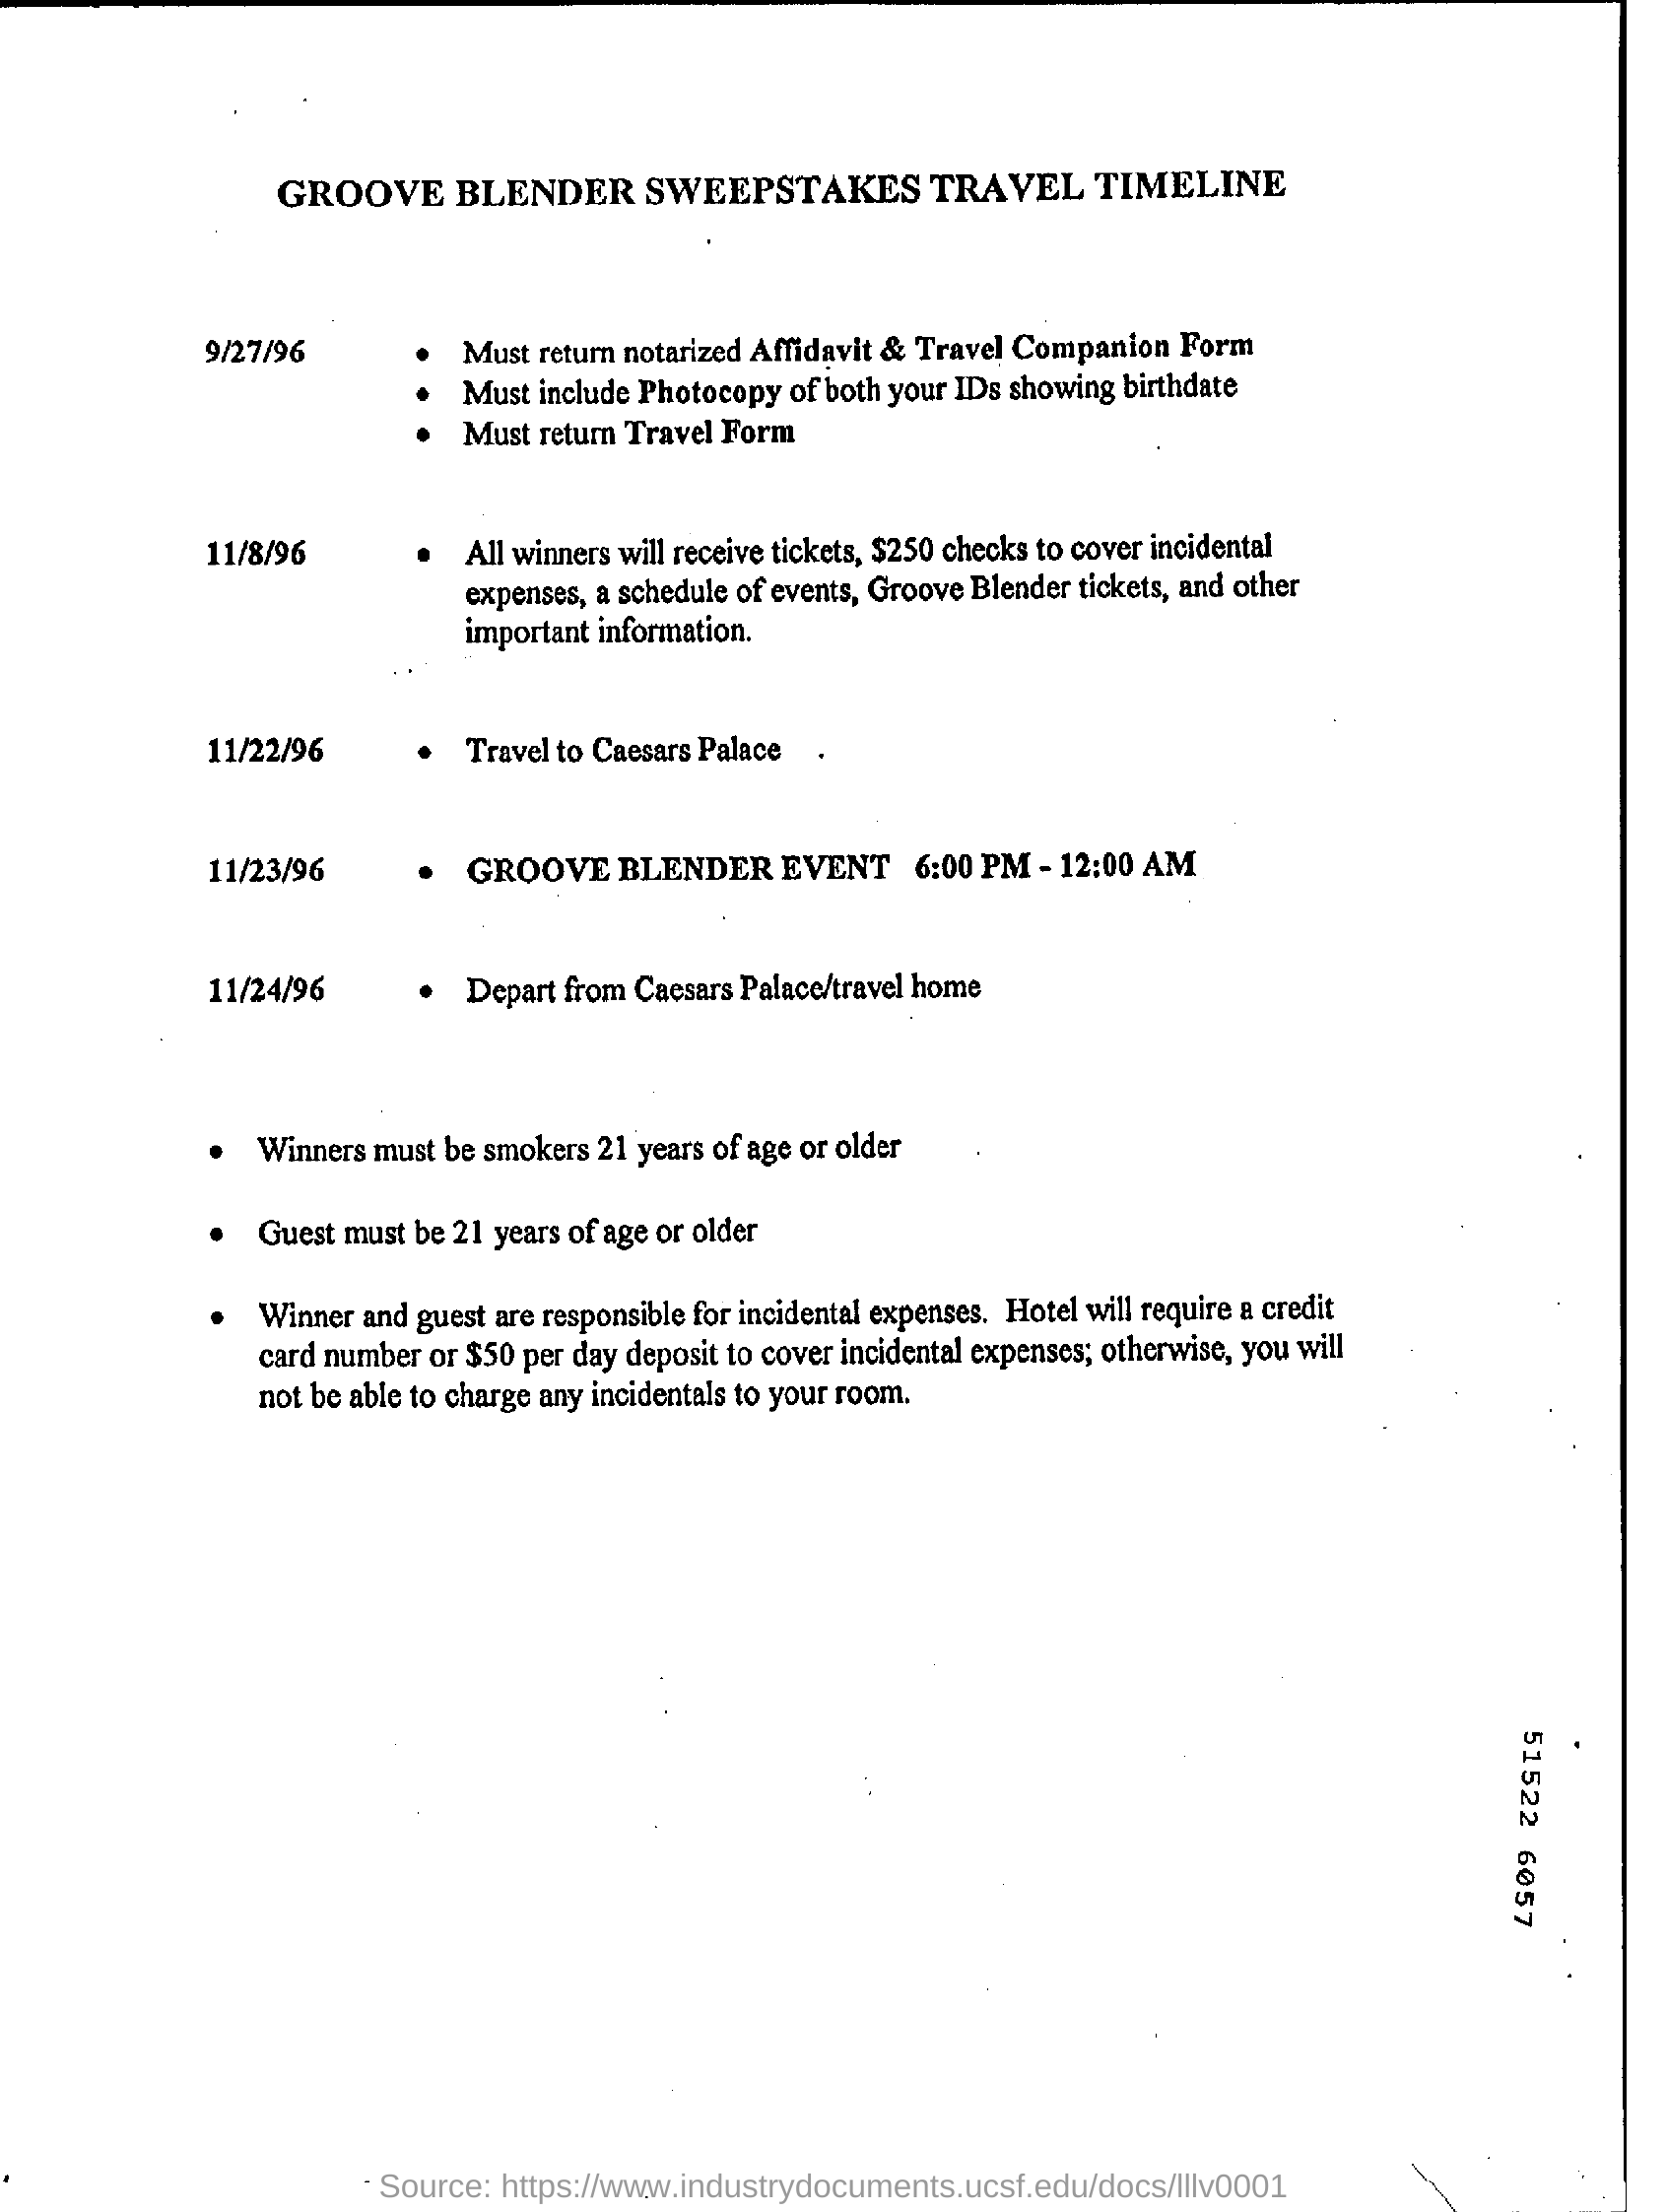 GROOVE BLENDER SWEEPSTAKES TRAVEL TIMELINE
9/27/96 • Must return notarized Affidavit & Travel Companion Form
• Must include Photocopy of both your IDs showing birthdate
• Must return Travel Form
11/8/96 • All winners will receive tickets, $250 checks to cover incidental
expenses, a schedule of events, Groove Blender tickets, and other
important information.
11/22/96 • Travel to Caesars Palace
11/23/96 • GROOVE BLENDER EVENT 6:00 PM - 12:00 AM
11/24/96 • Depart from Caesars Palace/travel home
• Winners must be smokers 21 years of age or older
• Guest must be 21 years of age or older
• Winner and guest are responsible for incidental expenses. Hotel will require a credit
card number or $50 per day deposit to cover incidental expenses; otherwise, you will
not be able to charge any incidentals to your room.
51522 6057
Source: https://www.industrydocuments.ucsf.edu/docs/lllv0001